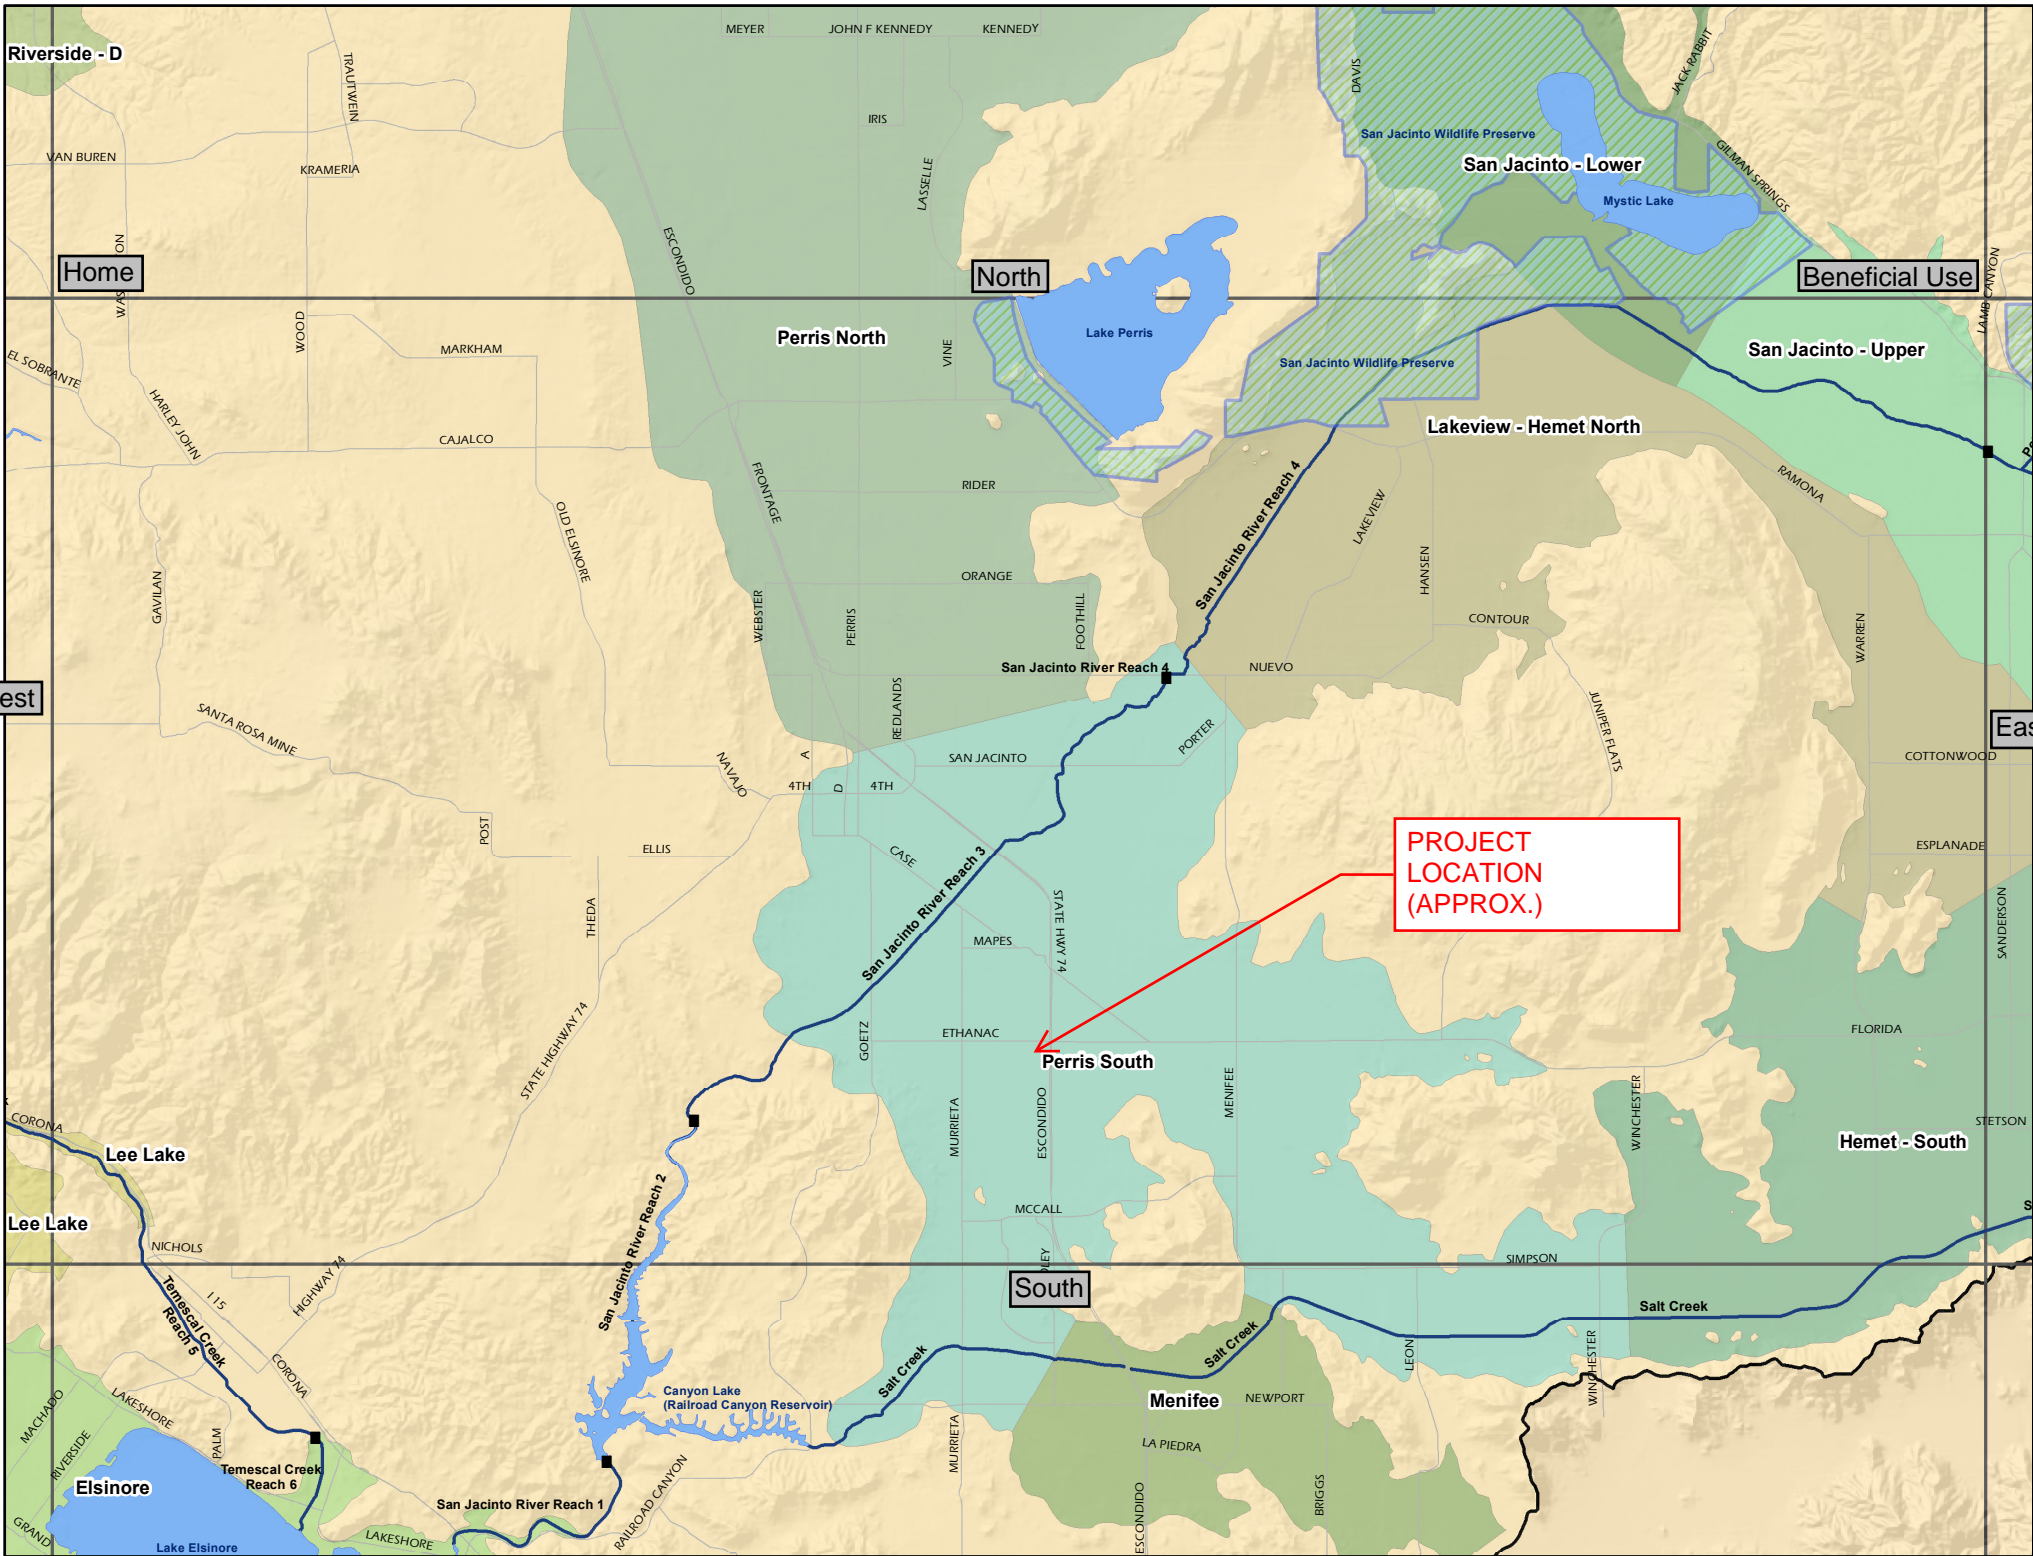 MEYER
JOHN F KENNEDY
KENNEDY
Riverside - D
TRAUTWEIN
DAVIS
JACK RABBIT
IRIS
San Jacinto Wildlife Preserve
VAN BUREN
KRAMERIA
LASSELLE
San Jacinto - Lower
GILMAN SPRINGS
Mystic Lake
ESCONDIDO
Home
North
Beneficial Use
LAMB CANYON
WOOD
Perris North
Lake Perris
MARKHAM
VINE
San Jacinto Wildlife Preserve
San Jacinto - Upper
EL SOBRANTE
HARLEY JOHN
CAJALCO
Lakeview - Hemet North
FRONTAGE
RIDER
RAMONA
OLD ELSINORE
San Jacinto River Reach 4
LAKEVIEW
GAVILAN
ORANGE
HANSEN
WEBSTER
PERRIS
FOOTHILL
CONTOUR
WARREN
San Jacinto River Reach 4
NUEVO
est
REDLANDS
SANTA ROSA MINE
JUNIPER FLATS
Eas
NAVAJO
A
SAN JACINTO
PORTER
COTTONWOOD
4TH
D
4TH
POST
ELLIS
CASE
San Jacinto River Reach 3
PROJECT
LOCATION
(APPROX.)
ESPLANADE
THEDA
STATE HWY 74
MAPES
SANDERSON
STATE HIGHWAY 74
GOETZ
ETHANAC
FLORIDA
Perris South
CORONA
MURRIETA
ESCONDIDO
MENIFEE
WINCHESTER
STETSON
Lee Lake
Hemet - South
San Jacinto River Reach 2
Lee Lake
MCCALL
NICHOLS
SIMPSON
HIGHWAY 74
South
I 15
Temescal Creek
Reach 5
Salt Creek
Salt Creek
Salt Creek
LEON
WINCHESTER
CORONA
MACHADO
LAKESHORE
Canyon Lake
(Railroad Canyon Reservoir)
Menifee
NEWPORT
PALM
RIVERSIDE
MURRIETA
LA PIEDRA
Temescal Creek
Reach 6
Elsinore
San Jacinto River Reach 1
RAILROAD CANYON
ESCONDIDO
BRIGGS
GRAND
LAKESHORE
Lake Elsinore